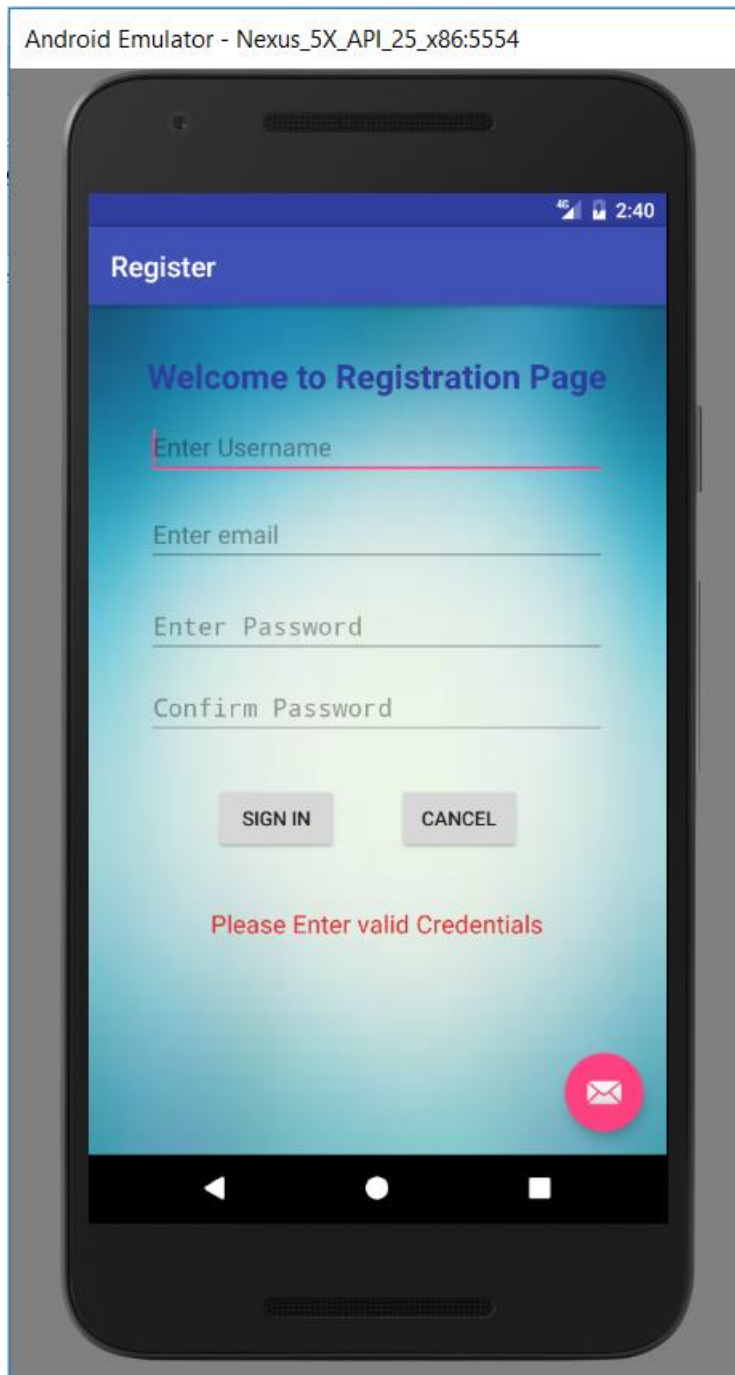 Android Emulator - Nexus_5X_API_25_x86:5554
4G 2:40
Register
Welcome to Registration Page
Enter Username
Enter email
Enter Password
Confirm Password
SIGN IN CANCEL
Please Enter valid Credentials